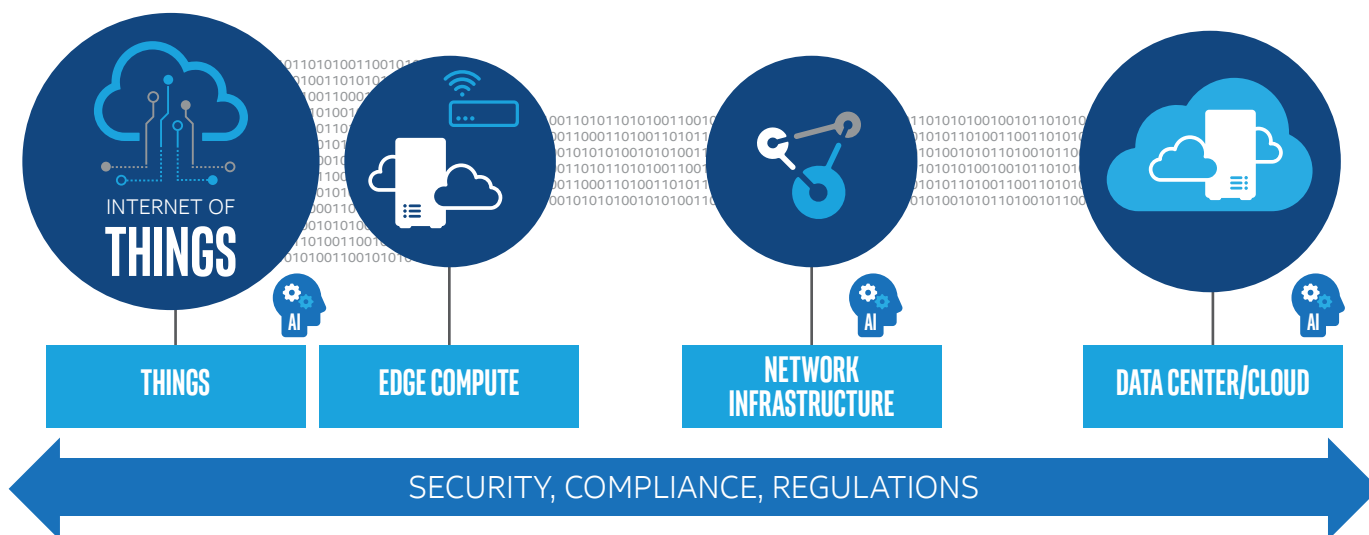 INTERNET OF
THINGS
AI
AI
AI
THINGS
EDGE COMPUTE
NETWORK
INFRASTRUCTURE
DATA CENTER/CLOUD
SECURITY, COMPLIANCE, REGULATIONS